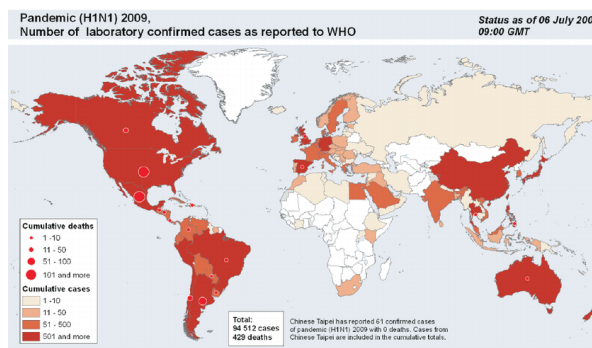 Pandemic (H1N1) 2009,
Number of laboratory confirmed cases as reported to WHO
Status as of 06 July 200
09:00 GMT
Cumulative deaths
1 -10
11 - 50
51 - 100
101 and more
Cumulative cases
1 -10
11 - 50
51 - 500
501 and more
Total:
94 512 cases
429 deaths
Chinese Taipei has reported 61 confirmed cases
of pandemic (H1N1) 2009 with 0 deaths. Cases from
Chinese Taipei are included in the cumulative totals.